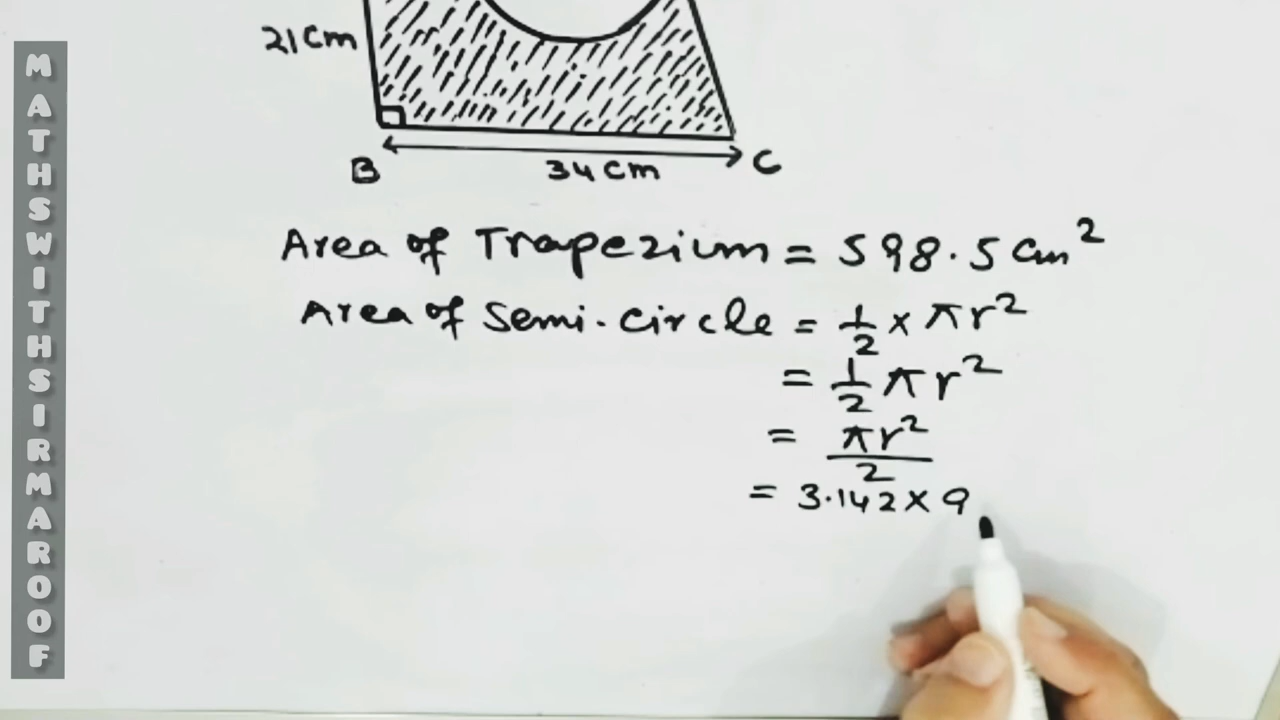 MATHSWITHSIRMAROOF
21cm
B
34cm
C
Area of Trapezium = 598.5 cm²
Area of Semi-circle = 1/2 × πr²
= 1/2 πr²
= πr²/2
= 3.142 × 9